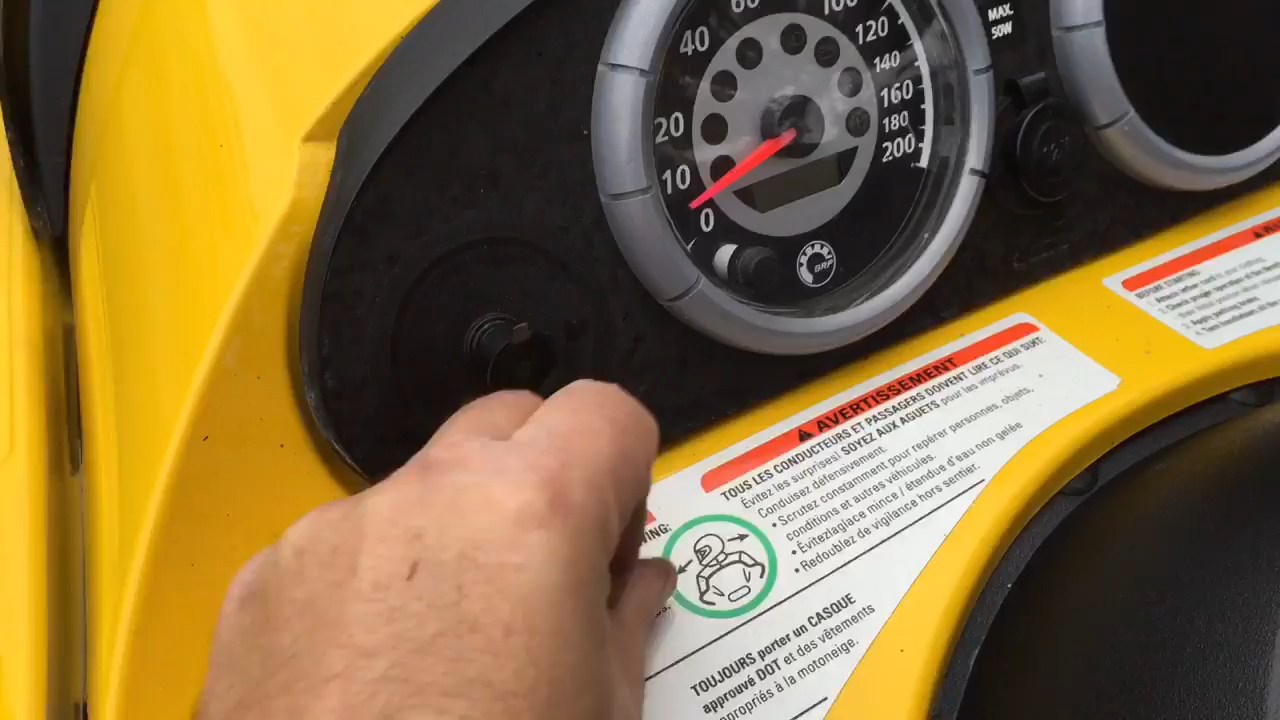 60
100
40
120
140
20
160
180
10
200
0
BRP
MAX.
50W
12V
BEFORE STARTING
AVERTISSEMENT
TOUS LES CONDUCTEURS ET PASSAGERS DOIVENT LIRE CE QUI SUIT:
Évitez les surprises! SOYEZ AUX AGUETS pour les imprévus.
Conduisez défensivement.
• Scrutez constamment pour repérer personnes, objets,
conditions et autres véhicules.
• Évitezlaglace mince / étendue d'eau non gelée
• Redoublez de vigilance hors sentier.
TOUJOURS porter un CASQUE
approuvé DOT et des vêtements
appropriés à la motoneige.